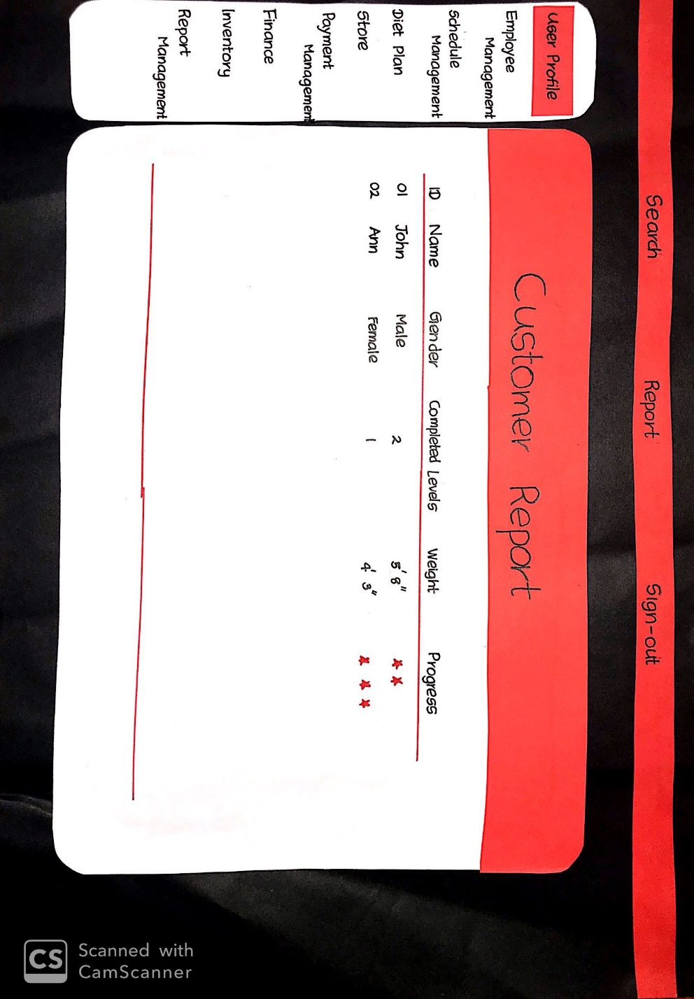 Search Report Sign-out
User Profile
Employee
Management
Schedule
Management
Diet Plan
Store
Payment
Management
Finance
Inventory
Report
Management
Customer Report
ID Name Gender Completed Levels Weight Progress
01 John Male 2 5' 8"
02 Ann Female 1 4' 3"
CS Scanned with
CamScanner